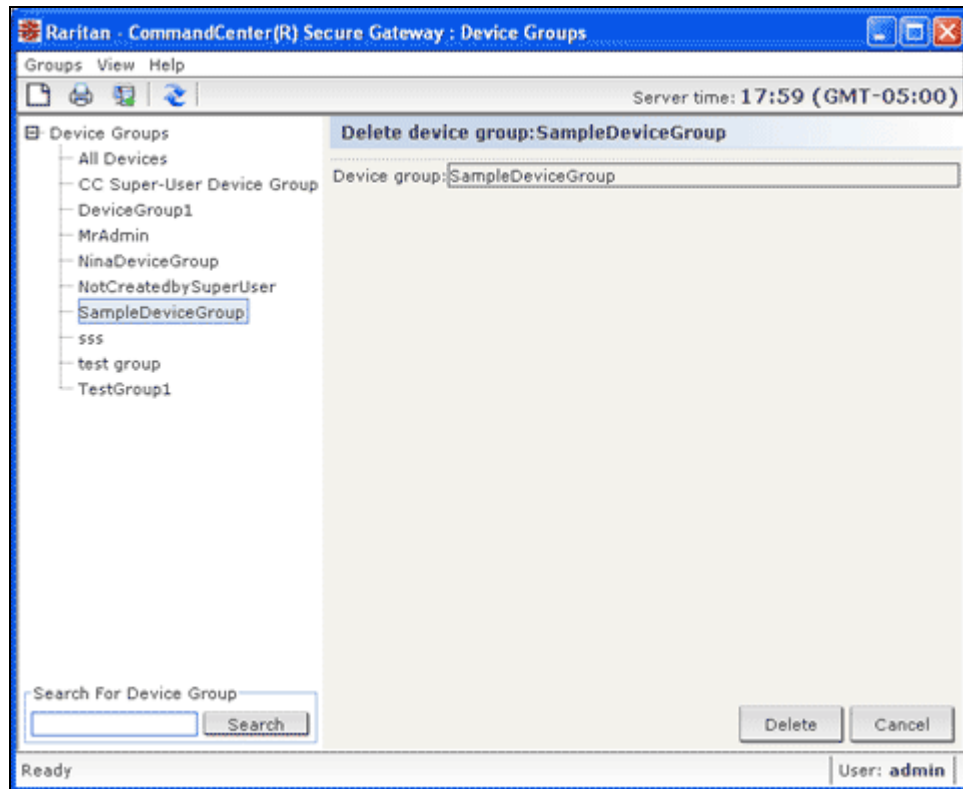 Raritan - CommandCenter(R) Secure Gateway : Device Groups
Groups View Help
Server time: 17:59 (GMT-05:00)
Device Groups
All Devices
CC Super-User Device Group
DeviceGroup1
MrAdmin
NinaDeviceGroup
NotCreatedbySuperUser
SampleDeviceGroup
sss
test group
TestGroup1
Search For Device Group
Search
Delete device group:SampleDeviceGroup
Device group: SampleDeviceGroup
Delete Cancel
Ready
User: admin